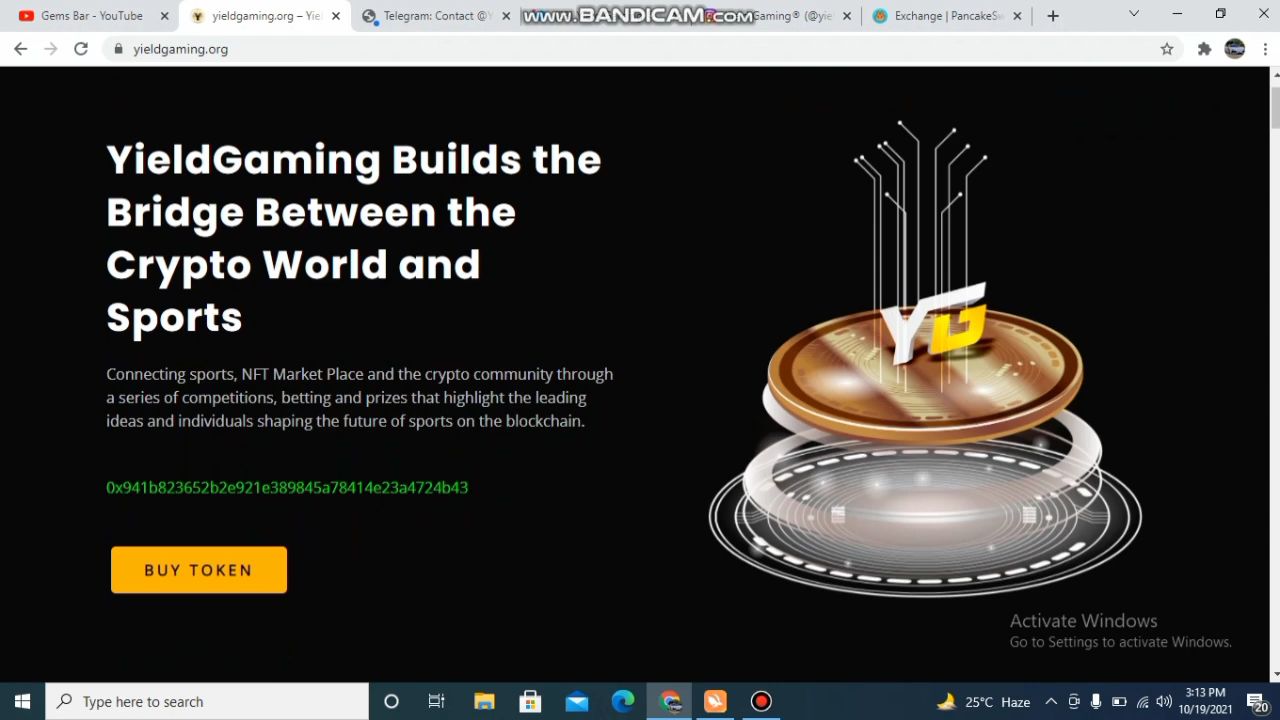 Gems Bar - YouTube
yieldgaming.org – Yiel
Telegram: Contact @Y
www.BANDICAM.com
Gaming® (@yie
Exchange | PancakeSw
yieldgaming.org
YieldGaming Builds the
Bridge Between the
Crypto World and
Sports
Connecting sports, NFT Market Place and the crypto community through
a series of competitions, betting and prizes that highlight the leading
ideas and individuals shaping the future of sports on the blockchain.
0x941b823652b2e921e389845a78414e23a4724b43
BUY TOKEN
YG
Activate Windows
Go to Settings to activate Windows.
Type here to search
25°C Haze
3:13 PM
10/19/2021
20